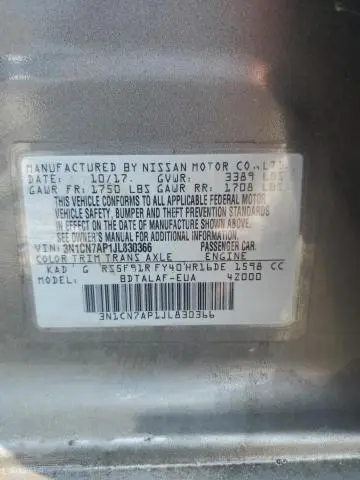 MANUFACTURED BY NISSAN MOTOR CO., LTD.
DATE: 10/17 GVWR: 3389 LBS
GAWR FR: 1750 LBS GAWR RR: 1708 LBS
THIS VEHICLE CONFORMS TO ALL APPLICABLE FEDERAL MOTOR
VEHICLE SAFETY, BUMPER AND THEFT PREVENTION STANDARDS
IN EFFECT ON THE DATE OF MANUFACTURE SHOWN ABOVE.
SEE OWNER'S MANUAL FOR ADDITIONAL INFORMATION.
VIN: 3N1CN7AP1JL830366 PASSENGER CAR.
COLOR TRIM TRANS AXLE ENGINE
KAD G RS5F91R FY40 HR16DE 1598 CC
MODEL: BDTALAF-EUA 4Z000
3N1CN7AP1JL830366